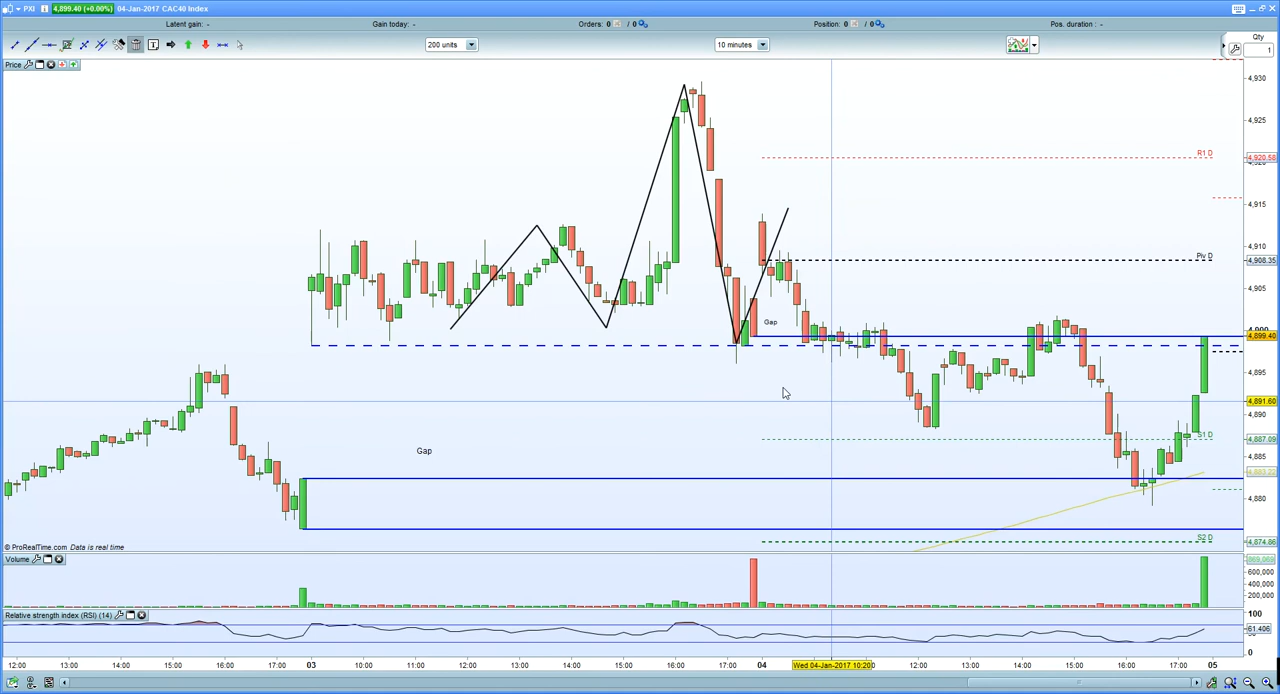 PXI 4,899.40 (+0.00%) 04-Jan-2017 CAC40 Index
Latent gain: - Gain today: - Orders: 0 / 0 Position: 0 / 0 Pos. duration : -
200 units 10 minutes Qty
1
Price
4,930
4,925
R1 D 4,920.58
4,915
4,910
Piv D 4,908.35
4,905
Gap
4,899.40
4,895
4,891.60
4,890
S1 D 4,887.09
4,885
Gap
4,883.22
4,880
S2 D 4,874.86
© ProRealTime.com Data is real time
Volume
600,000
400,000
200,000
Relative strength index (RSI) (14)
100
61.406
0
12:00 13:00 14:00 15:00 16:00 17:00 03 10:00 11:00 12:00 13:00 14:00 15:00 16:00 17:00 04 Wed 04-Jan-2017 10:20 12:00 13:00 14:00 15:00 16:00 17:00 05